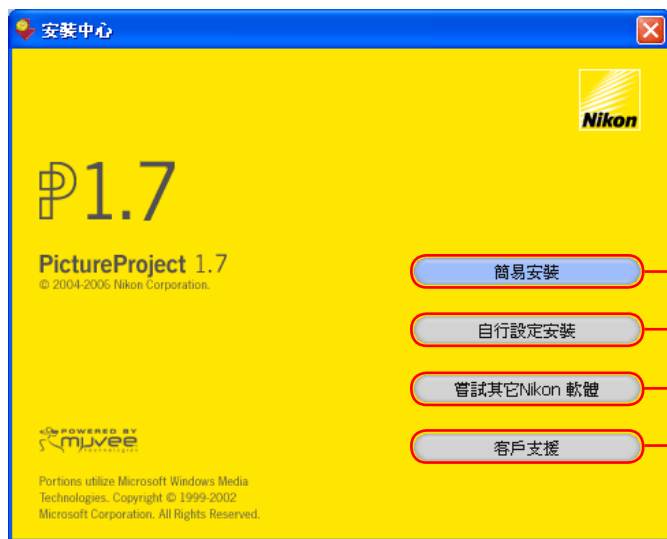 安裝中心
Nikon
P1.7
PictureProject 1.7
© 2004-2006 Nikon Corporation.
簡易安裝
自行設定安裝
嘗試其它Nikon 軟體
客戶支援
POWERED BY
muvee
technologies
Portions utilize Microsoft Windows Media
Technologies. Copyright © 1999-2002
Microsoft Corporation. All Rights Reserved.